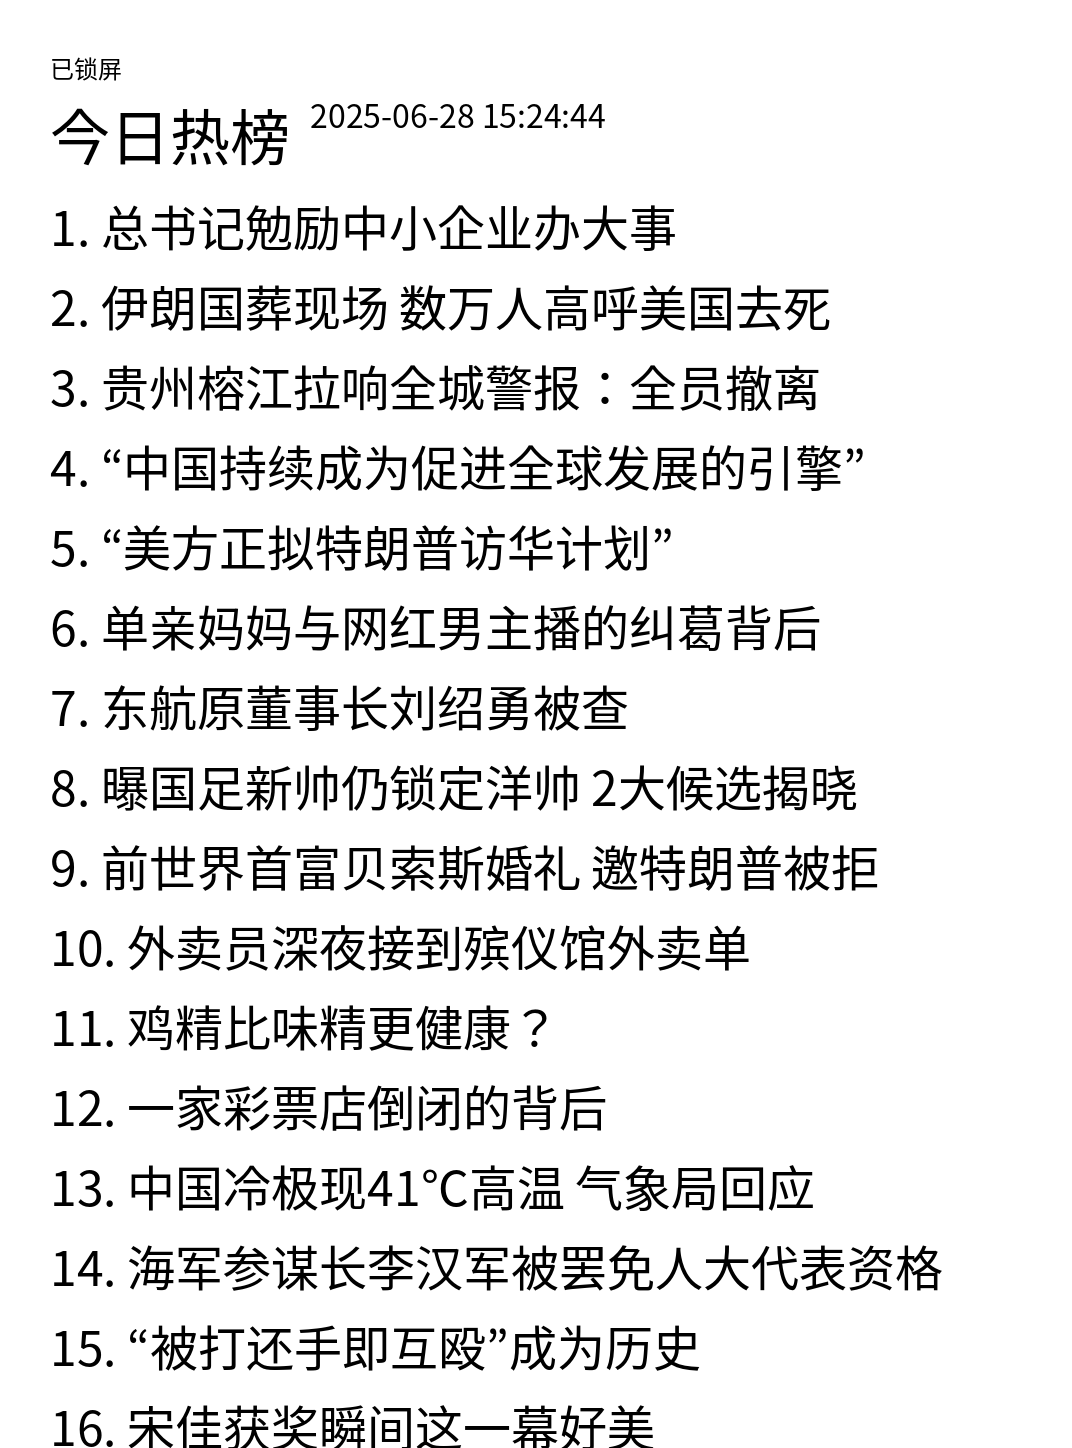 已锁屏
今日热榜 2025-06-28 15:24:44
1. 总书记勉励中小企业办大事
2. 伊朗国葬现场 数万人高呼美国去死
3. 贵州榕江拉响全城警报：全员撤离
4. “中国持续成为促进全球发展的引擎”
5. “美方正拟特朗普访华计划”
6. 单亲妈妈与网红男主播的纠葛背后
7. 东航原董事长刘绍勇被查
8. 曝国足新帅仍锁定洋帅 2大候选揭晓
9. 前世界首富贝索斯婚礼 邀特朗普被拒
10. 外卖员深夜接到殡仪馆外卖单
11. 鸡精比味精更健康？
12. 一家彩票店倒闭的背后
13. 中国冷极现41℃高温 气象局回应
14. 海军参谋长李汉军被罢免人大代表资格
15. “被打还手即互殴”成为历史
16. 宋佳获奖瞬间这一幕好美